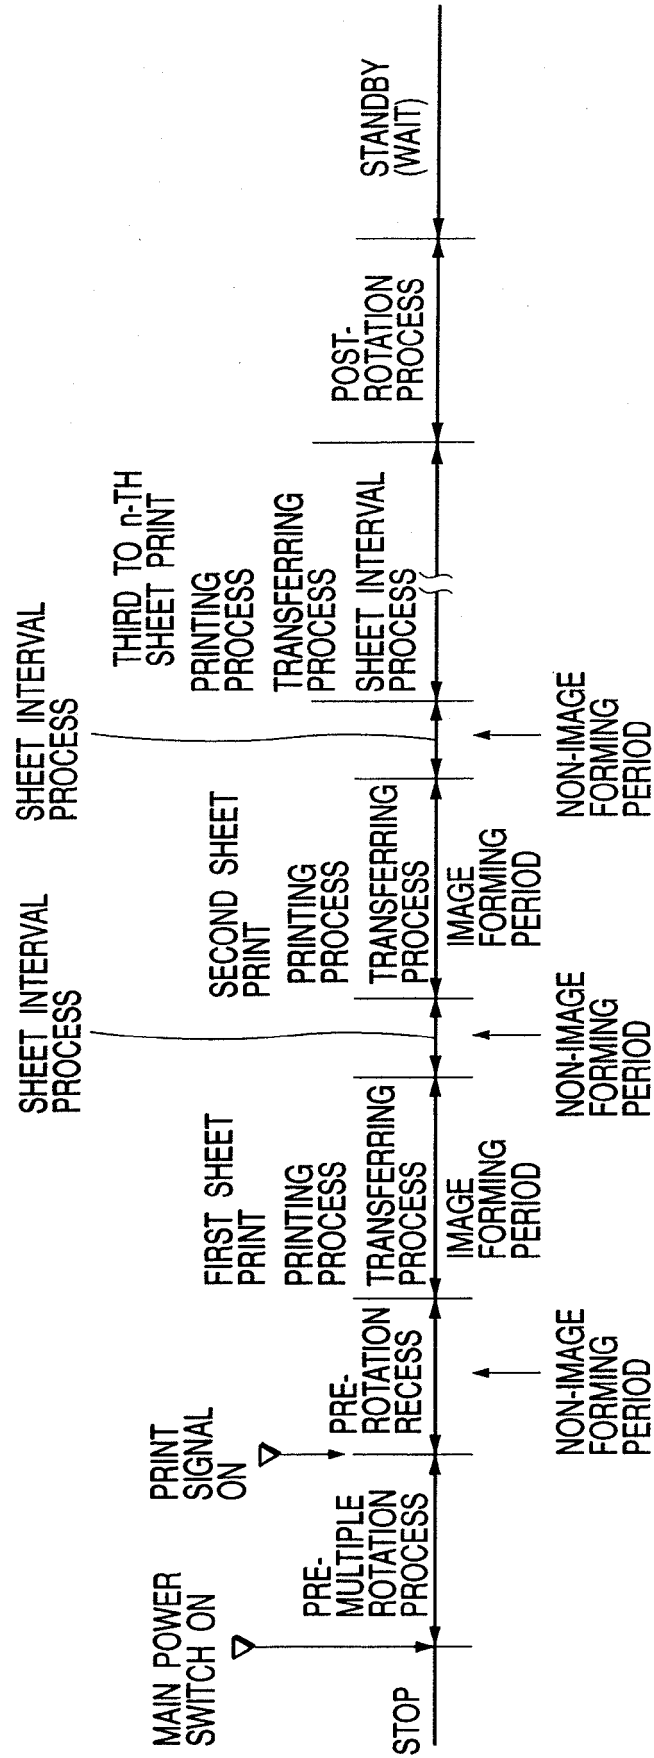 MAIN POWER
SWITCH ON
STOP
PRE-
MULTIPLE
ROTATION
PROCESS
PRINT
SIGNAL
ON
PRE-
ROTATION
RECESS
NON-IMAGE
FORMING
PERIOD
FIRST SHEET
PRINT
PRINTING
PROCESS
TRANSFERRING
PROCESS
IMAGE
FORMING
PERIOD
SHEET INTERVAL
PROCESS
NON-IMAGE
FORMING
PERIOD
SECOND SHEET
PRINT
PRINTING
PROCESS
TRANSFERRING
PROCESS
IMAGE
FORMING
PERIOD
SHEET INTERVAL
PROCESS
NON-IMAGE
FORMING
PERIOD
THIRD TO n-TH
SHEET PRINT
PRINTING
PROCESS
TRANSFERRING
PROCESS
SHEET INTERVAL
PROCESS
POST-
ROTATION
PROCESS
STANDBY
(WAIT)